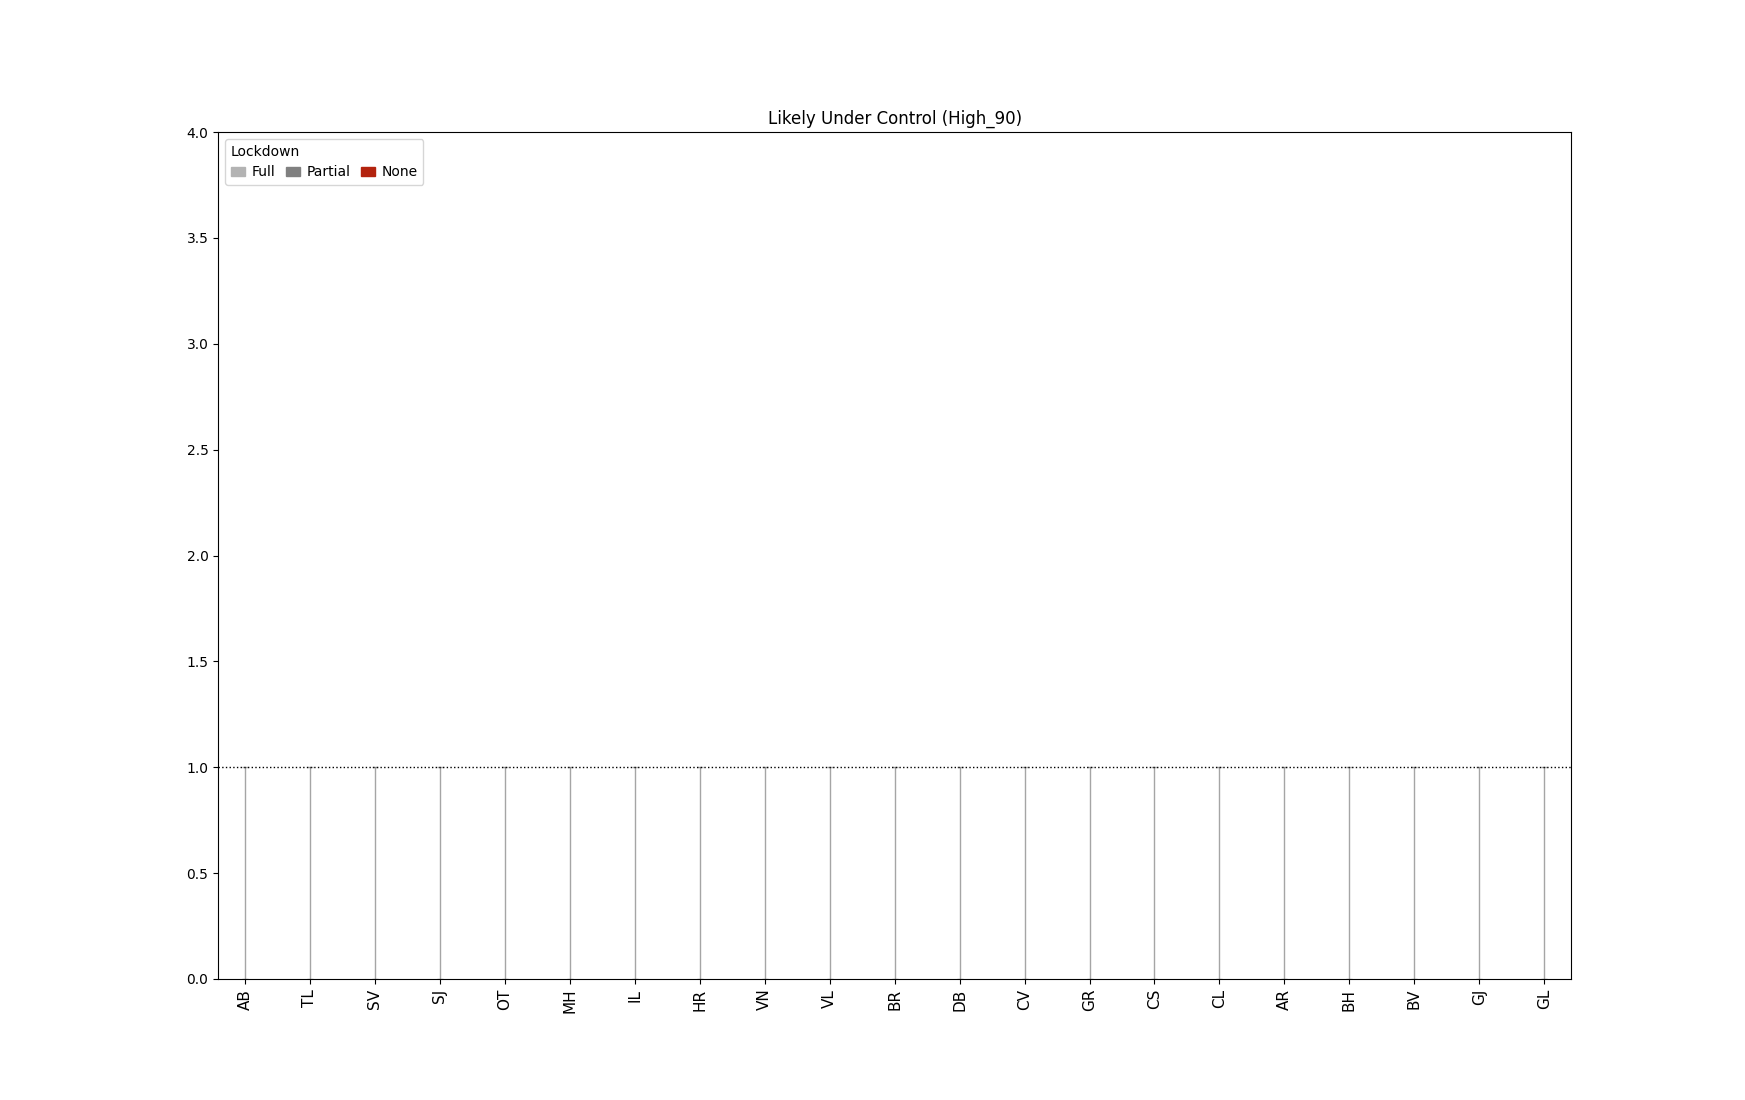 Likely Under Control (High_90)
4.0
Lockdown
Full Partial None
3.5
3.0
2.5
2.0
1.5
1.0
0.5
0.0
AB TL SV SJ OT MH IL HR VN VL BR DB CV GR CS CL AR BH BV GJ GL